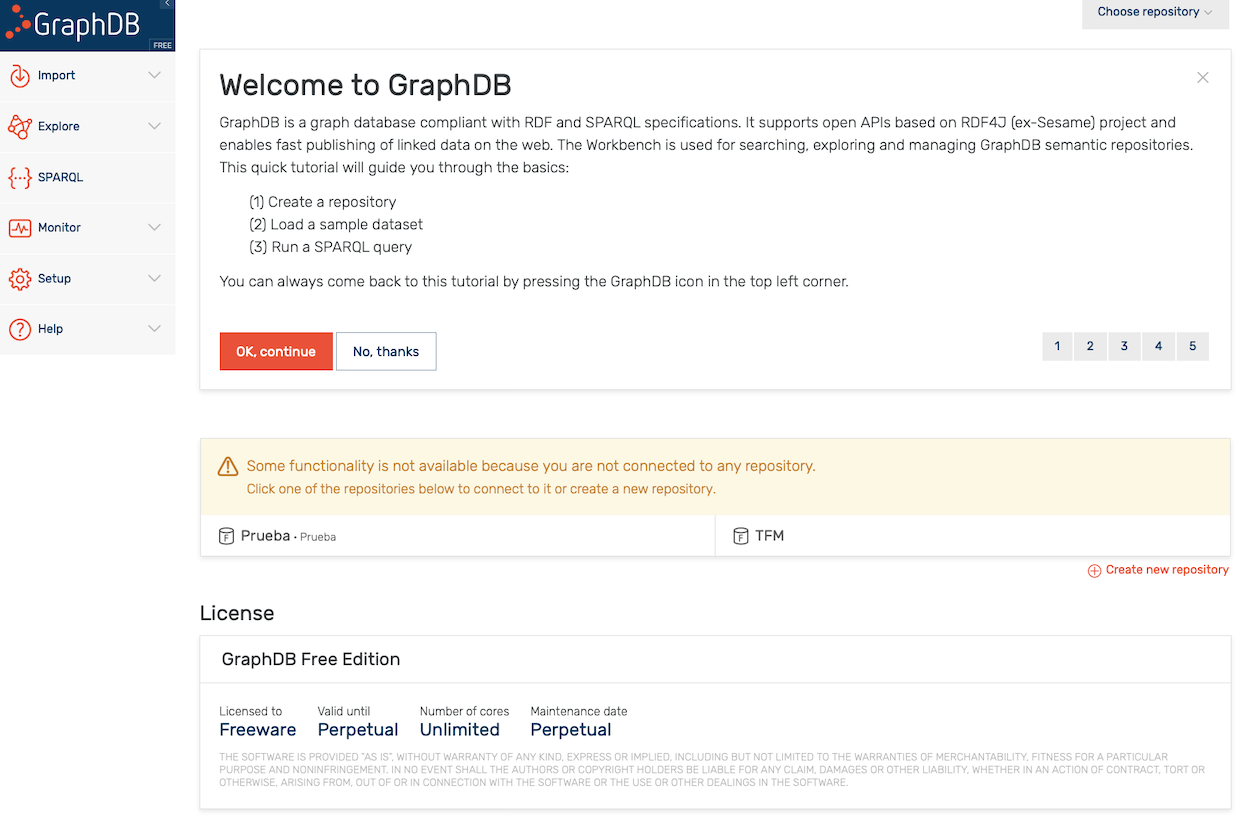 GraphDB
FREE
Import
Explore
SPARQL
Monitor
Setup
Help
Choose repository
Welcome to GraphDB
GraphDB is a graph database compliant with RDF and SPARQL specifications. It supports open APIs based on RDF4J (ex-Sesame) project and
enables fast publishing of linked data on the web. The Workbench is used for searching, exploring and managing GraphDB semantic repositories.
This quick tutorial will guide you through the basics:
(1) Create a repository
(2) Load a sample dataset
(3) Run a SPARQL query
You can always come back to this tutorial by pressing the GraphDB icon in the top left corner.
OK, continue No, thanks 1 2 3 4 5
Some functionality is not available because you are not connected to any repository.
Click one of the repositories below to connect to it or create a new repository.
F Prueba · Prueba F TFM
Create new repository
License
GraphDB Free Edition
Licensed to Valid until Number of cores Maintenance date
Freeware Perpetual Unlimited Perpetual
THE SOFTWARE IS PROVIDED "AS IS", WITHOUT WARRANTY OF ANY KIND, EXPRESS OR IMPLIED, INCLUDING BUT NOT LIMITED TO THE WARRANTIES OF MERCHANTABILITY, FITNESS FOR A PARTICULAR
PURPOSE AND NONINFRINGEMENT. IN NO EVENT SHALL THE AUTHORS OR COPYRIGHT HOLDERS BE LIABLE FOR ANY CLAIM, DAMAGES OR OTHER LIABILITY, WHETHER IN AN ACTION OF CONTRACT, TORT OR
OTHERWISE, ARISING FROM, OUT OF OR IN CONNECTION WITH THE SOFTWARE OR THE USE OR OTHER DEALINGS IN THE SOFTWARE.